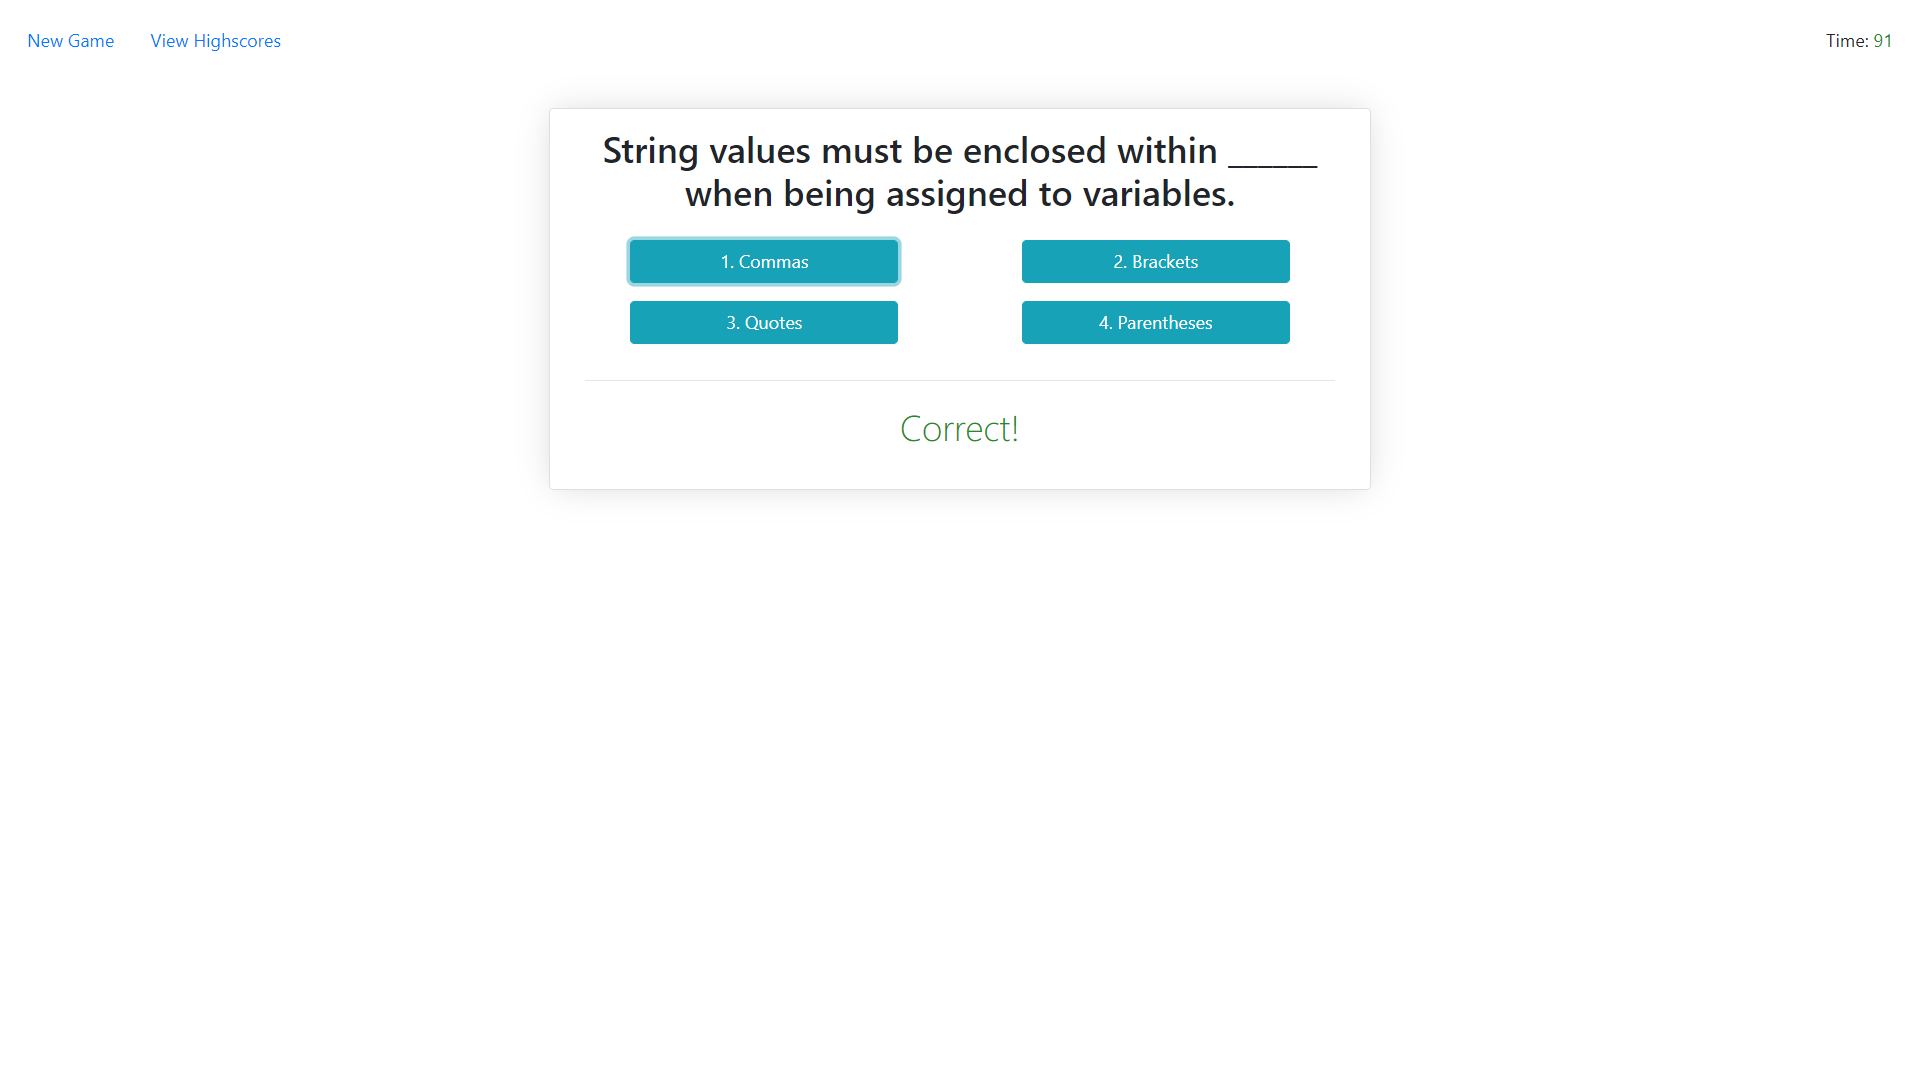 New Game View Highscores Time: 91
String values must be enclosed within ______
when being assigned to variables.
1. Commas 2. Brackets
3. Quotes 4. Parentheses
Correct!